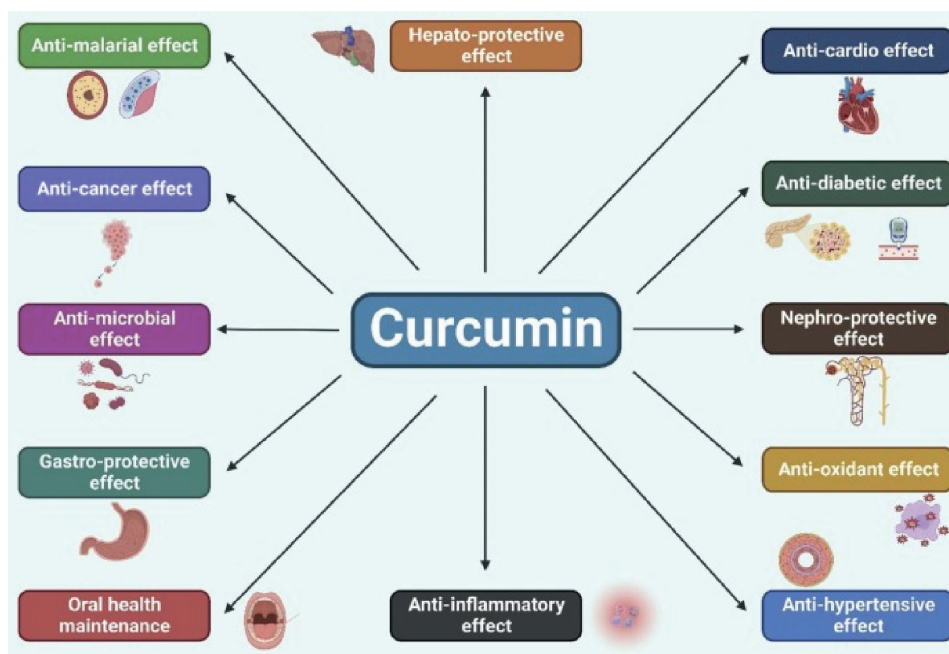 Anti-malarial effect
Hepato-protective
effect
Anti-cardio effect
Anti-cancer effect
Anti-diabetic effect
Curcumin
Anti-microbial
effect
Nephro-protective
effect
Gastro-protective
effect
Anti-oxidant effect
Oral health
maintenance
Anti-inflammatory
effect
Anti-hypertensive
effect